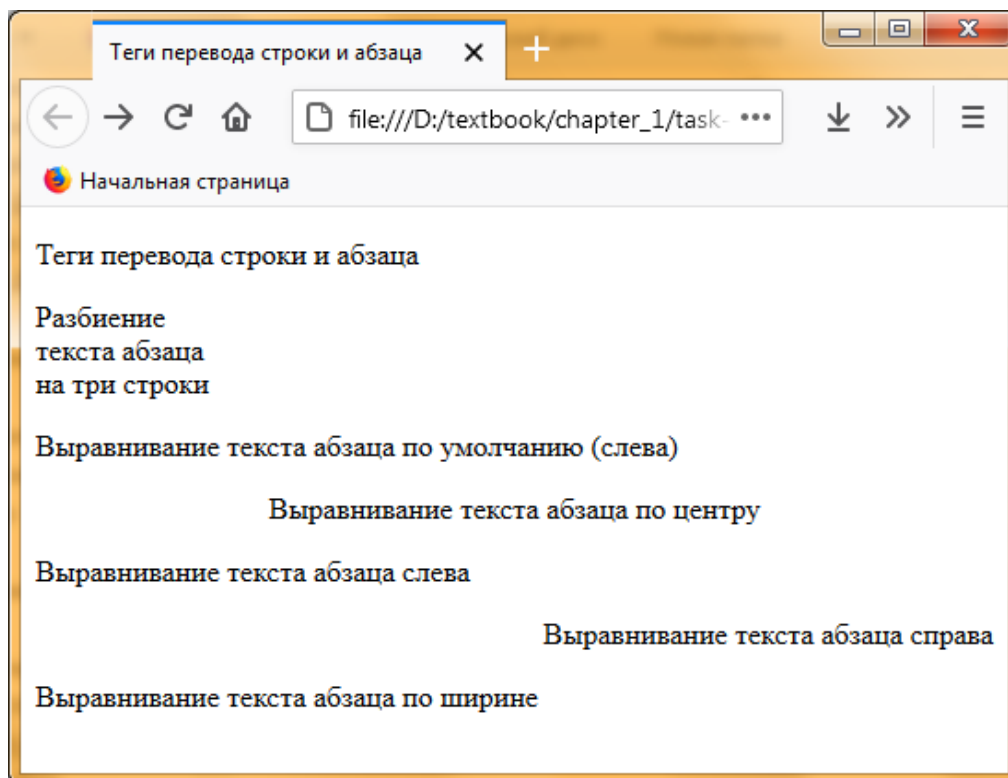 Теги перевода строки и абзаца
file:///D:/textbook/chapter_1/task-
Начальная страница
Теги перевода строки и абзаца
Разбиение
текста абзаца
на три строки
Выравнивание текста абзаца по умолчанию (слева)
Выравнивание текста абзаца по центру
Выравнивание текста абзаца слева
Выравнивание текста абзаца справа
Выравнивание текста абзаца по ширине